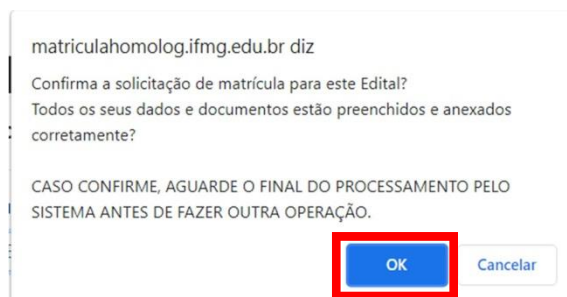 matriculahomolog.ifmg.edu.br diz
Confirma a solicitação de matrícula para este Edital?
Todos os seus dados e documentos estão preenchidos e anexados
corretamente?
CASO CONFIRME, AGUARDE O FINAL DO PROCESSAMENTO PELO
SISTEMA ANTES DE FAZER OUTRA OPERAÇÃO.
OK Cancelar